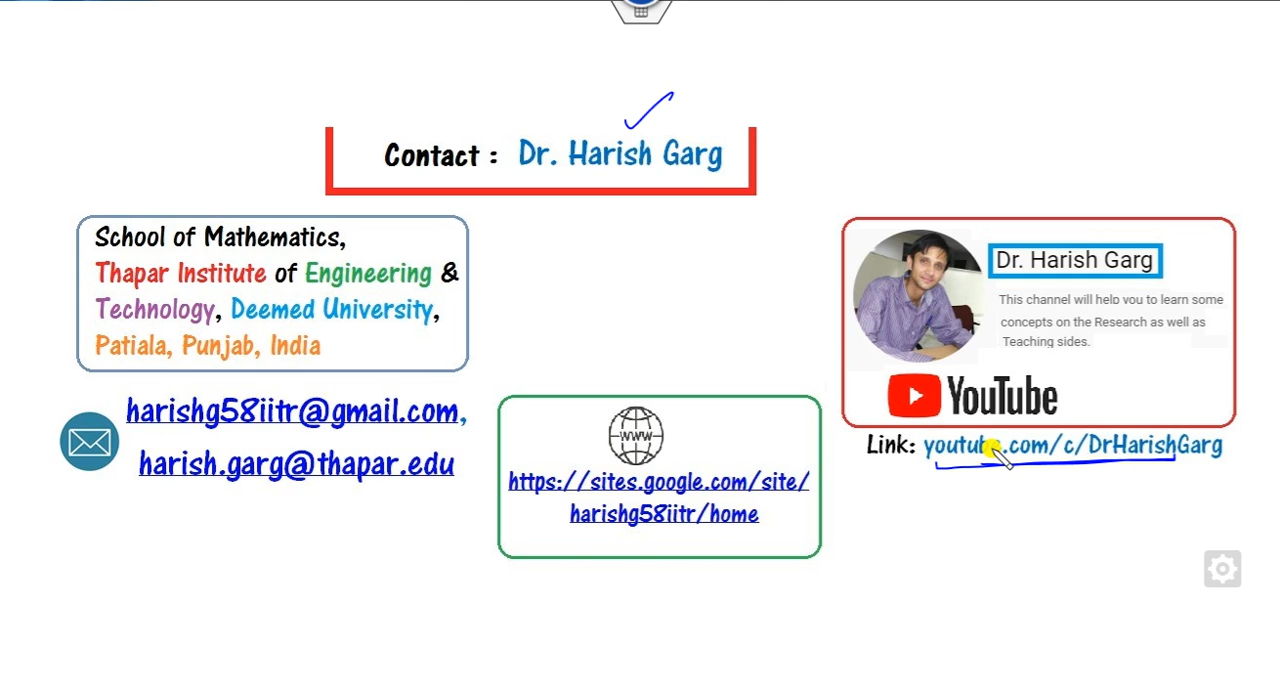 Contact : Dr. Harish Garg
School of Mathematics,
Thapar Institute of Engineering &
Technology, Deemed University,
Patiala, Punjab, India
harishg58iitr@gmail.com,
harish.garg@thapar.edu
www
https://sites.google.com/site/
harishg58iitr/home
Dr. Harish Garg
This channel will help you to learn some
concepts on the Research as well as
Teaching sides.
YouTube
Link: youtube.com/c/DrHarishGarg